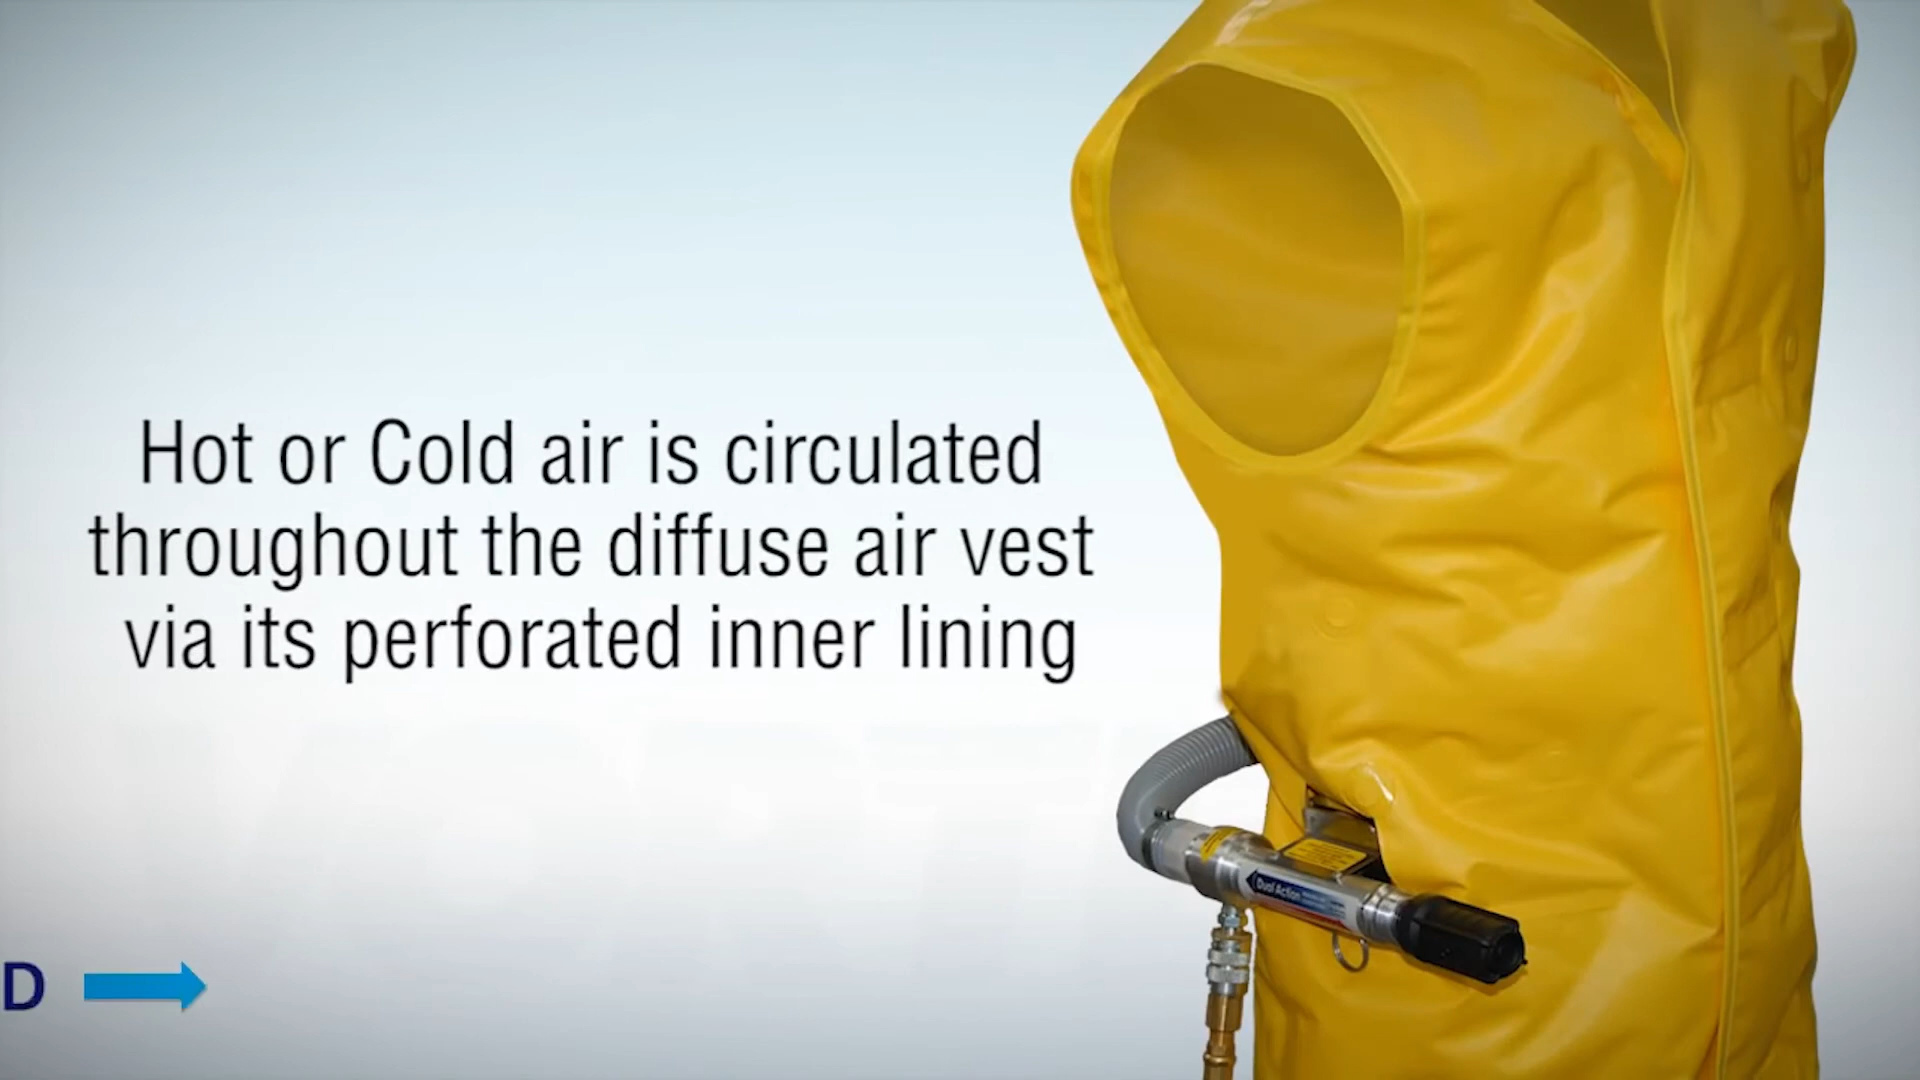 Hot or Cold air is circulated
throughout the diffuse air vest
via its perforated inner lining
Dual Action
D